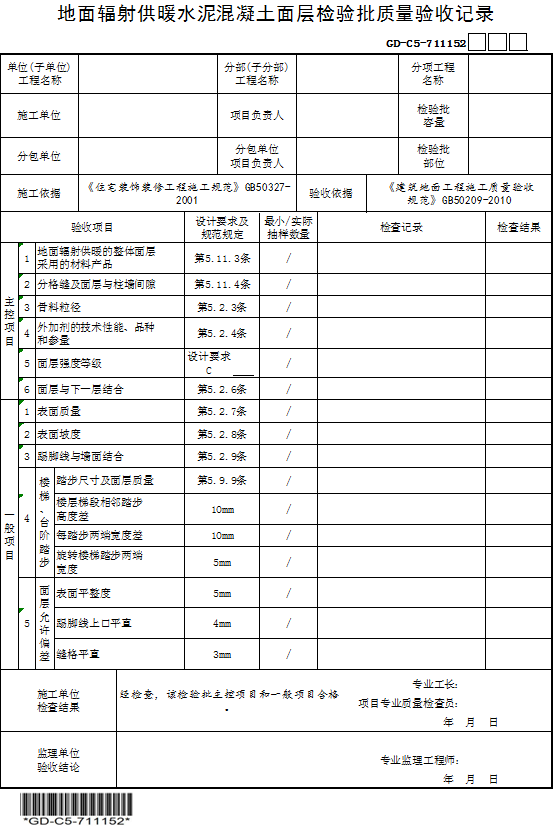 地面辐射供暖水泥混凝土面层检验批质量验收记录
GD-C5-711152
单位(子单位)
工程名称
分部(子分部)
工程名称
分项工程
名称
施工单位
项目负责人
检验批
容量
分包单位
分包单位
项目负责人
检验批
部位
施工依据
《住宅装饰装修工程施工规范》GB50327-
2001
验收依据
《建筑地面工程施工质量验收
规范》GB50209-2010
验收项目
设计要求及
规范规定
最小/实际
抽样数量
检查记录
检查结果
主控项目
1
地面辐射供暖的整体面层
采用的材料产品
第5.11.3条
/
2
分格缝及面层与柱墙间隙
第5.11.4条
/
3
骨料粒径
第5.2.3条
/
4
外加剂的技术性能、品种
和参量
第5.2.4条
/
5
面层强度等级
设计要求
C
/
6
面层与下一层结合
第5.2.6条
/
一般项目
1
表面质量
第5.2.7条
/
2
表面坡度
第5.2.8条
/
3
踢脚线与墙面结合
第5.2.9条
/
4
楼梯、台阶踏步
踏步尺寸及面层质量
第5.9.9条
/
楼层梯段相邻踏步
高度差
10mm
/
每踏步两端宽度差
10mm
/
旋转楼梯踏步两端
宽度
5mm
/
5
面层允许偏差
表面平整度
5mm
/
踢脚线上口平直
4mm
/
缝格平直
3mm
/
施工单位
检查结果
经检查，该检验批主控项目和一般项目合格
。
专业工长：
项目专业质量检查员：
年 月 日
监理单位
验收结论
专业监理工程师：
年 月 日
*GD-C5-711152*